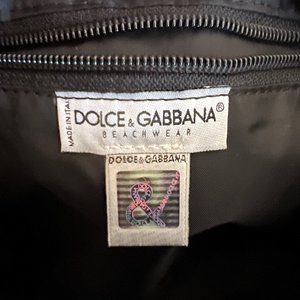 MADE IN ITALY
DOLCE & GABBANA®
BEACHWEAR
DOLCE & GABBANA
&